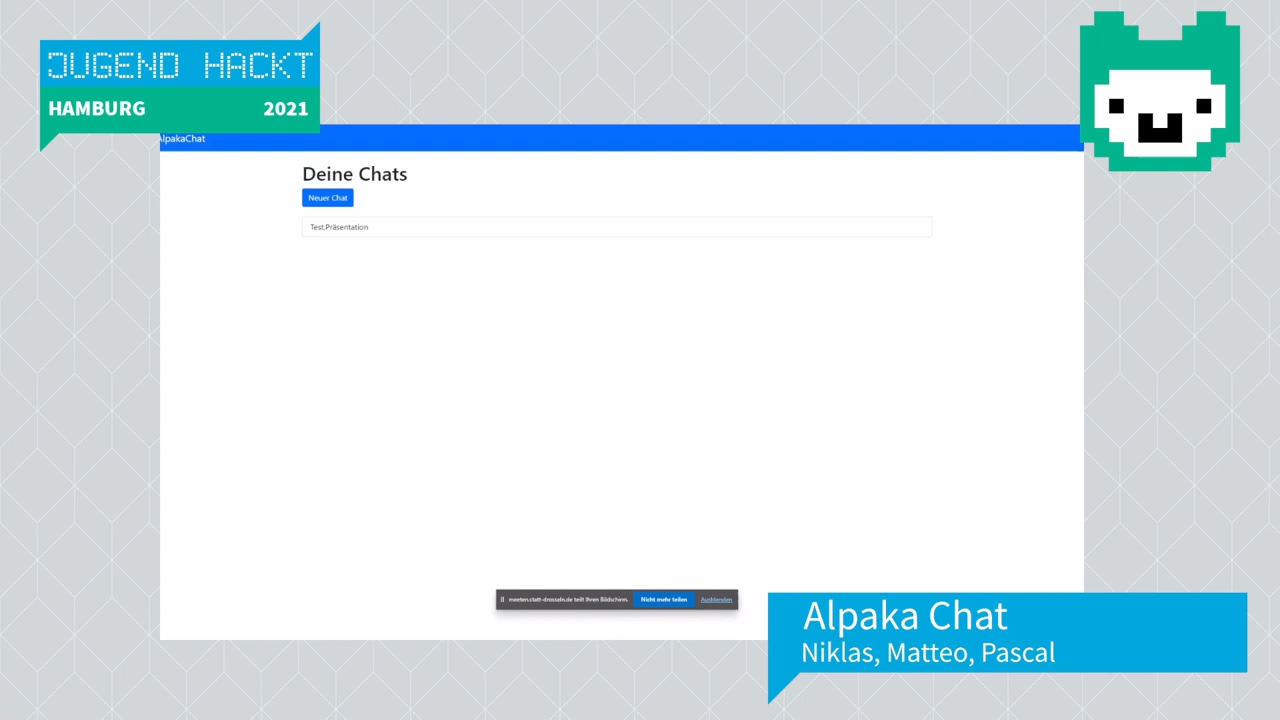 JUGEND HACKT
HAMBURG 2021
AlpakaChat
Deine Chats
Neuer Chat
Test,Präsentation
meeten.statt-drosseln.de teilt Ihren Bildschirm. Nicht mehr teilen Ausblenden
Alpaka Chat
Niklas, Matteo, Pascal